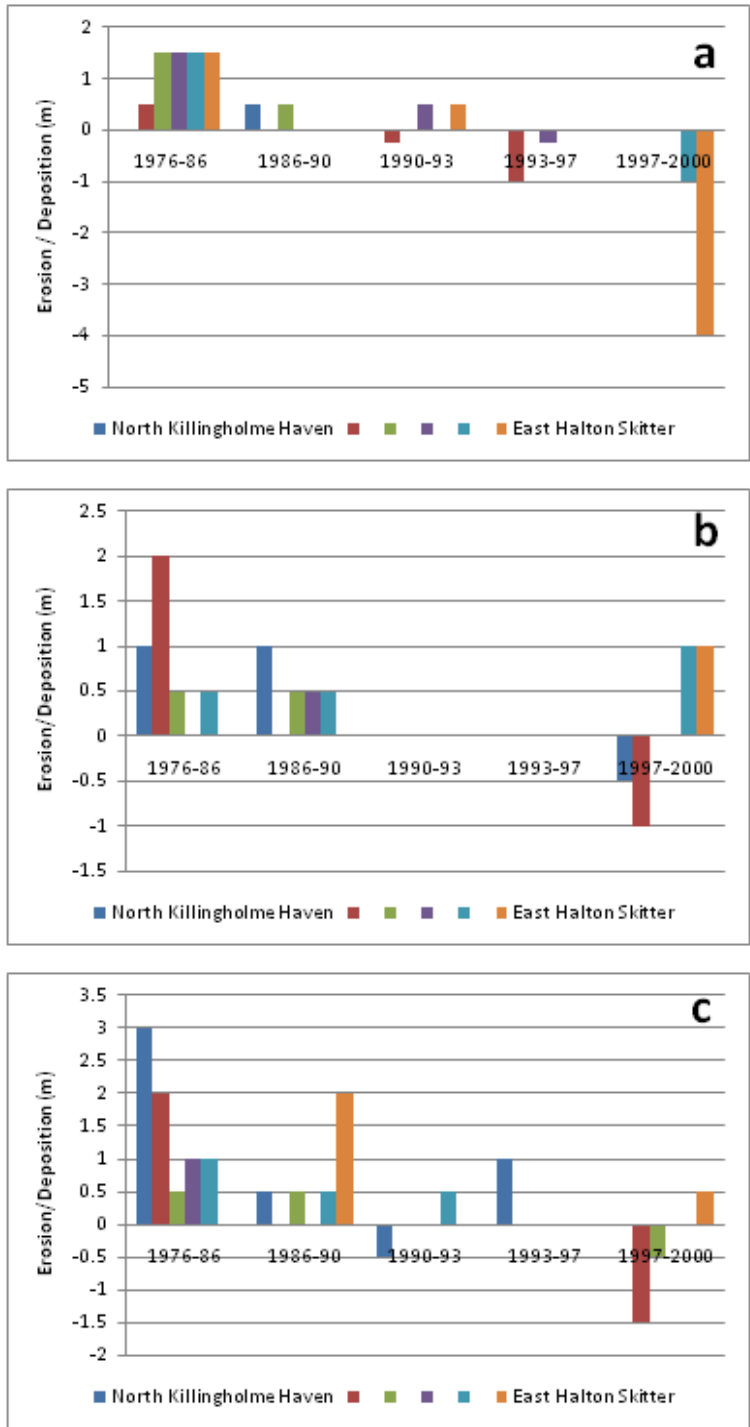 a
2
1
0
-1
-2
-3
-4
-5
Erosion / Deposition (m)
1976-86 1986-90 1990-93 1993-97 1997-2000
North Killingholme Haven East Halton Skitter
b
2.5
2
1.5
1
0.5
0
-0.5
-1
-1.5
Erosion/ Deposition (m)
1976-86 1986-90 1990-93 1993-97 1997-2000
North Killingholme Haven East Halton Skitter
c
3.5
3
2.5
2
1.5
1
0.5
0
-0.5
-1
-1.5
-2
Erosion/Deposition (m)
1976-86 1986-90 1990-93 1993-97 1997-2000
North Killingholme Haven East Halton Skitter